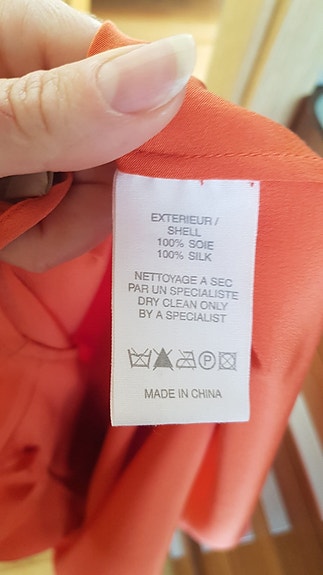 EXTERIEUR /
SHELL
100% SOIE
100% SILK
NETTOYAGE A SEC
PAR UN SPECIALISTE
DRY CLEAN ONLY
BY A SPECIALIST
P
MADE IN CHINA